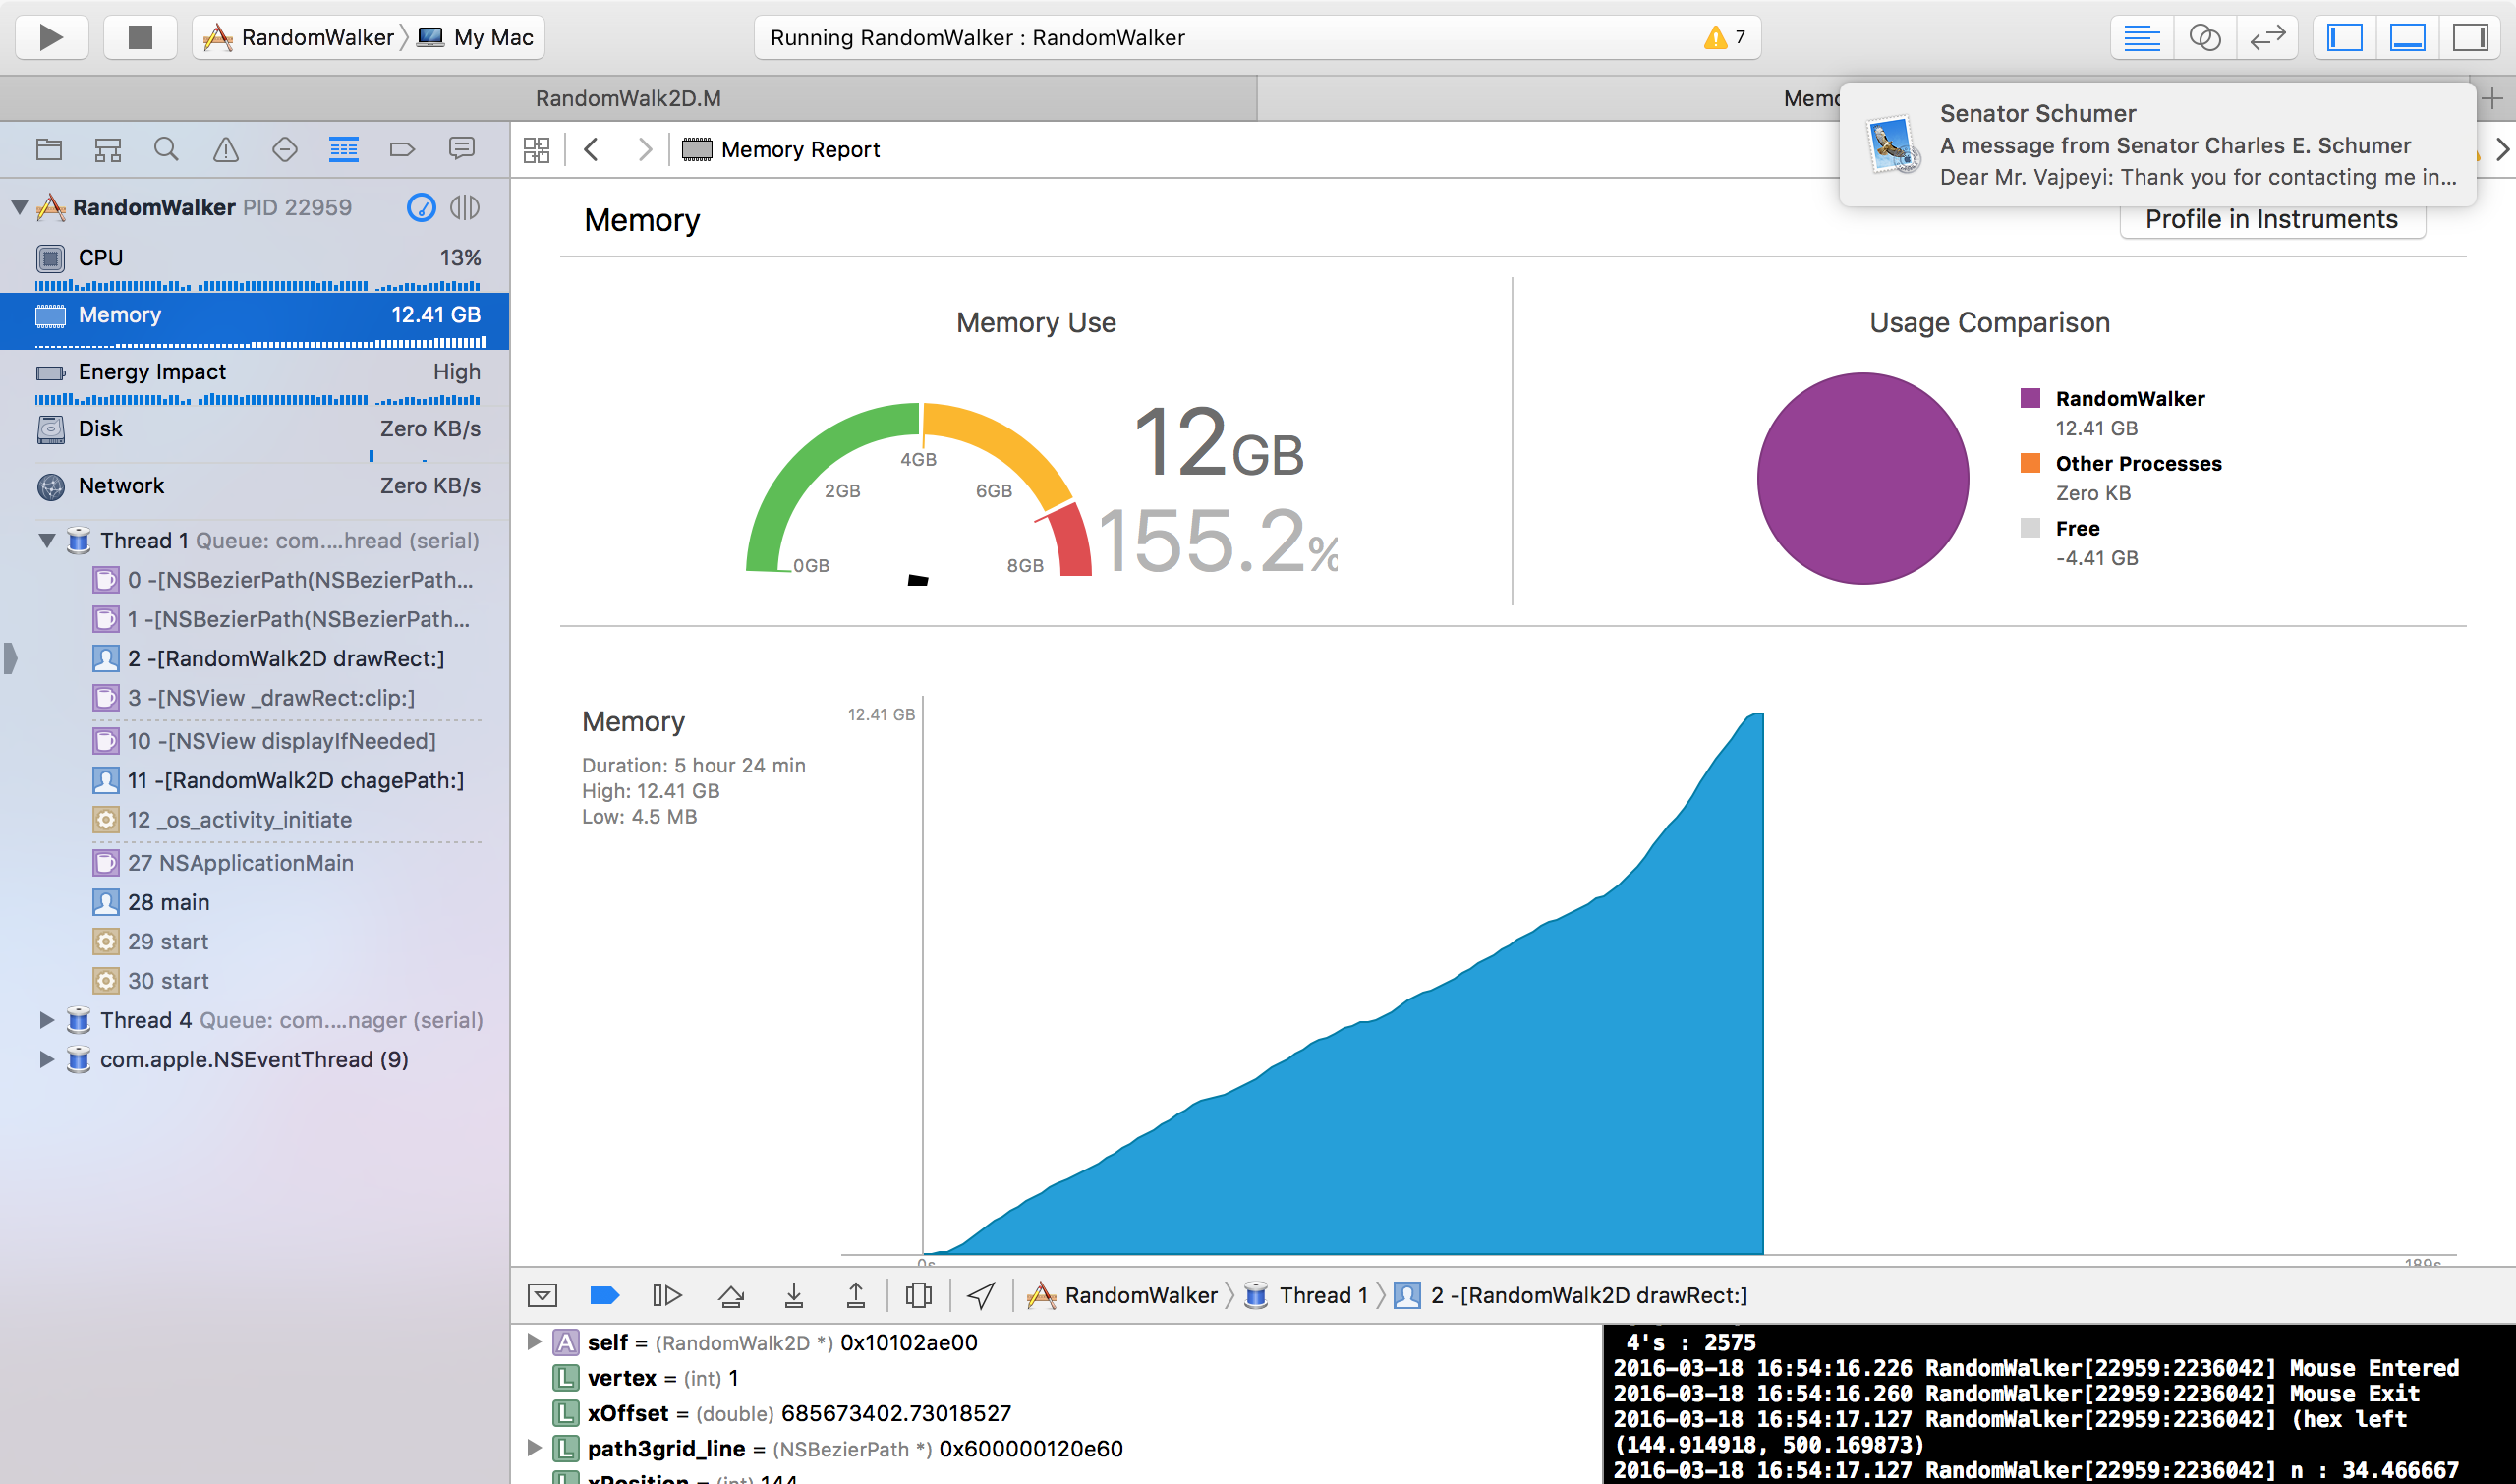 RandomWalker My Mac
Running RandomWalker : RandomWalker 7
RandomWalk2D.M
Memo
Senator Schumer
A message from Senator Charles E. Schumer
Dear Mr. Vajpeyi: Thank you for contacting me in...
Memory Report
RandomWalker PID 22959
CPU 13%
Memory 12.41 GB
Energy Impact High
Disk Zero KB/s
Network Zero KB/s
Thread 1 Queue: com....hread (serial)
0 -[NSBezierPath(NSBezierPath...
1 -[NSBezierPath(NSBezierPath...
2 -[RandomWalk2D drawRect:]
3 -[NSView _drawRect:clip:]
10 -[NSView displayIfNeeded]
11 -[RandomWalk2D chagePath:]
12 _os_activity_initiate
27 NSApplicationMain
28 main
29 start
30 start
Thread 4 Queue: com....nager (serial)
com.apple.NSEventThread (9)
Memory
Profile in Instruments
Memory Use
0GB
2GB
4GB
6GB
8GB
12GB
155.2%
Usage Comparison
RandomWalker
12.41 GB
Other Processes
Zero KB
Free
-4.41 GB
Memory
Duration: 5 hour 24 min
High: 12.41 GB
Low: 4.5 MB
12.41 GB
0s
189s
RandomWalker Thread 1 2 -[RandomWalk2D drawRect:]
A self = (RandomWalk2D *) 0x10102ae00
L vertex = (int) 1
L xOffset = (double) 685673402.73018527
L path3grid_line = (NSBezierPath *) 0x600000120e60
L xPosition = (int) 144
4's : 2575
2016-03-18 16:54:16.226 RandomWalker[22959:2236042] Mouse Entered
2016-03-18 16:54:16.260 RandomWalker[22959:2236042] Mouse Exit
2016-03-18 16:54:17.127 RandomWalker[22959:2236042] (hex left
(144.914918, 500.169873)
2016-03-18 16:54:17.127 RandomWalker[22959:2236042] n : 34.466667